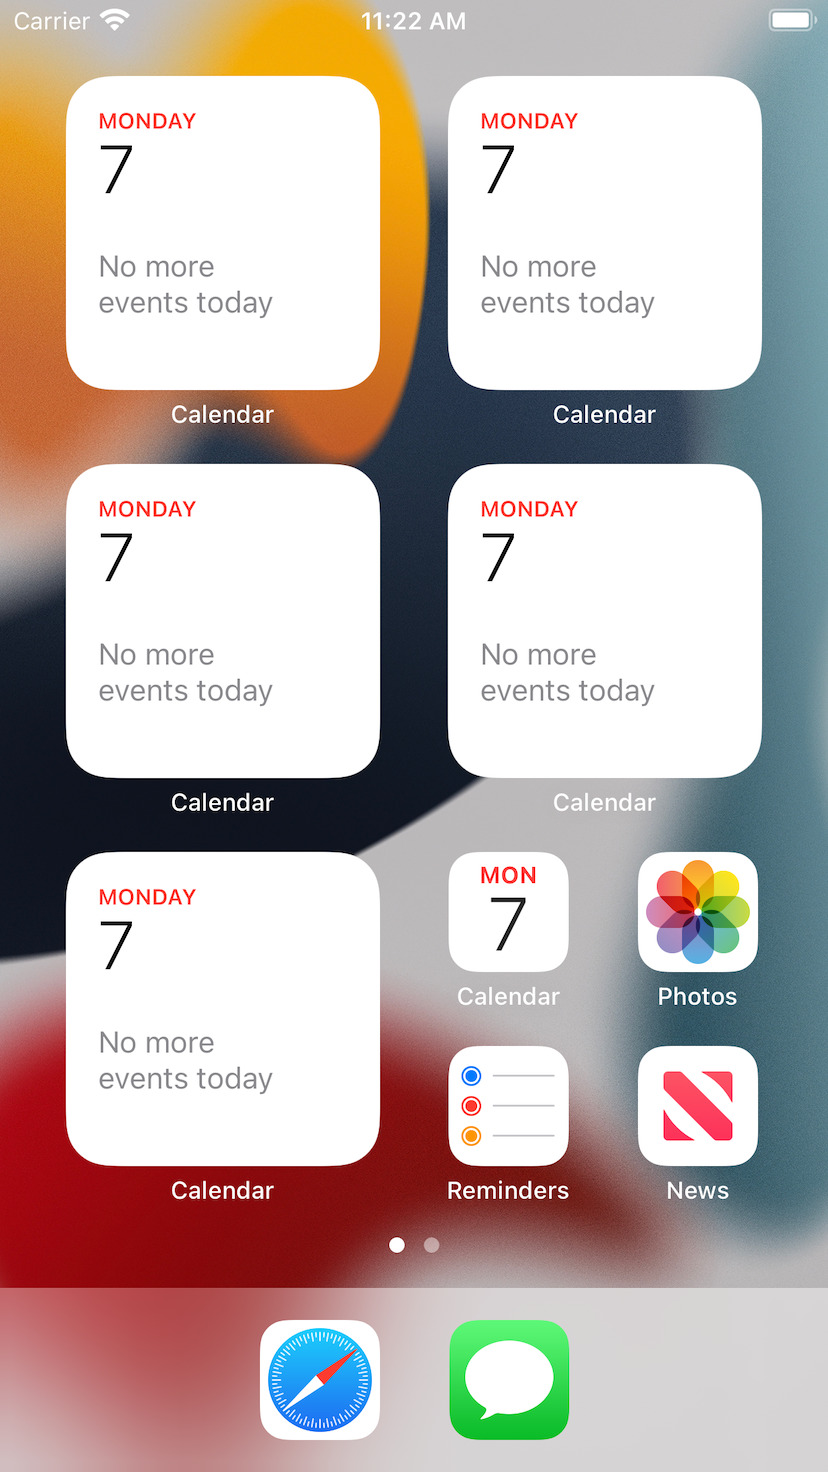 Carrier
11:22 AM
MONDAY
7
No more
events today
Calendar
MONDAY
7
No more
events today
Calendar
MONDAY
7
No more
events today
Calendar
MONDAY
7
No more
events today
Calendar
MONDAY
7
No more
events today
Calendar
MON
7
Calendar
Photos
Reminders
News